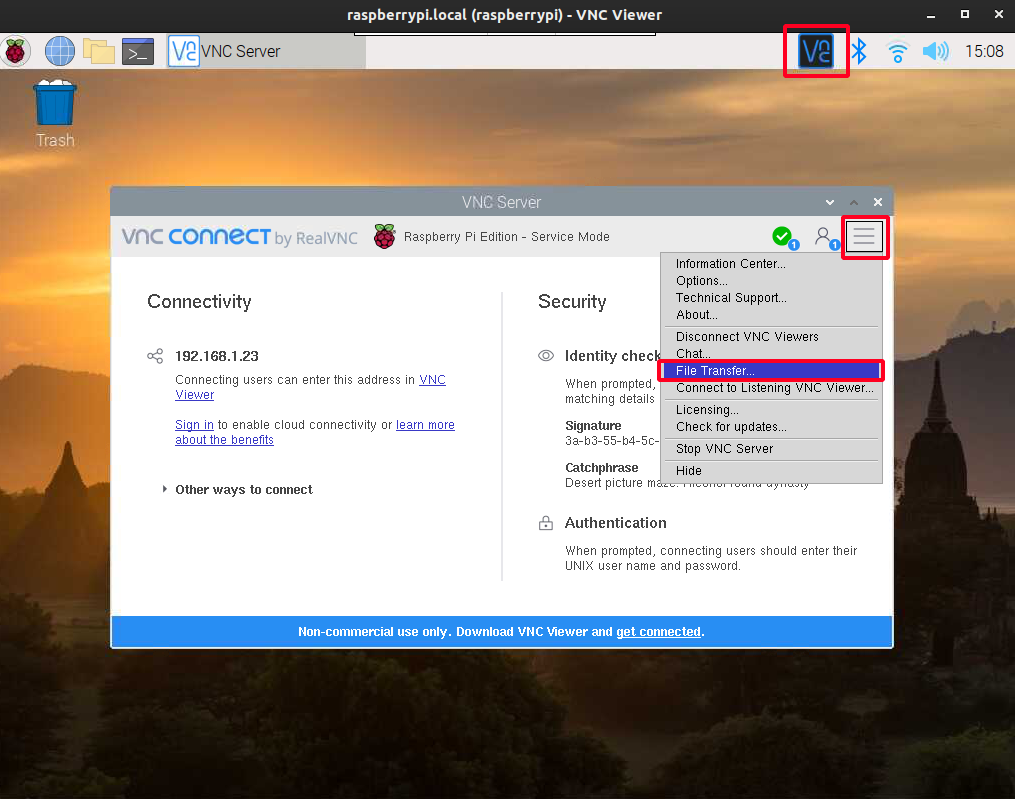 raspberrypi.local (raspberrypi) - VNC Viewer
VNC Server
15:08
Trash
VNC Server
vnc connect by RealVNC
Raspberry Pi Edition - Service Mode
1
1
Information Center...
Options...
Technical Support...
About...
Disconnect VNC Viewers
Chat...
File Transfer...
Connect to Listening VNC Viewer...
Licensing...
Check for updates...
Stop VNC Server
Hide
Connectivity
192.168.1.23
Connecting users can enter this address in VNC
Viewer
Sign in to enable cloud connectivity or learn more
about the benefits
Other ways to connect
Security
Identity check
When prompted,
matching details
Signature
3a-b3-55-b4-5c-
Catchphrase
Desert picture maze. Alcohol round dynasty
Authentication
When prompted, connecting users should enter their
UNIX user name and password.
Non-commercial use only. Download VNC Viewer and get connected.